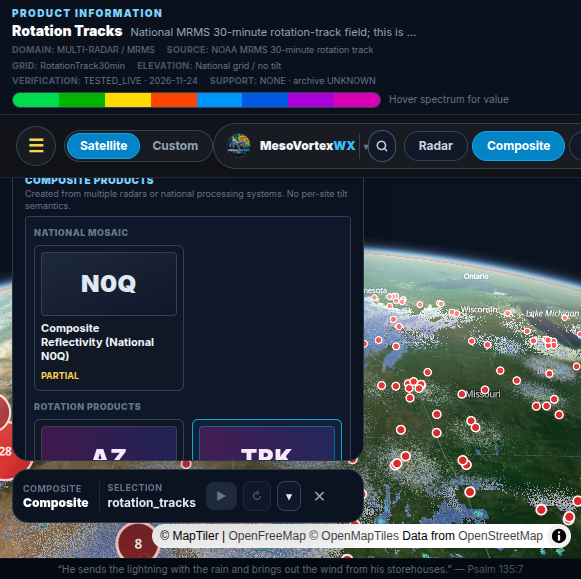 PRODUCT INFORMATION
Rotation Tracks National MRMS 30-minute rotation-track field; this is ...
DOMAIN: MULTI-RADAR / MRMS SOURCE: NOAA MRMS 30-minute rotation track
GRID: RotationTrack30min ELEVATION: National grid / no tilt
VERIFICATION: TESTED_LIVE · 2026-11-24 SUPPORT: NONE · archive UNKNOWN
Hover spectrum for value
Satellite Custom MesoVortexWX Radar Composite
COMPOSITE PRODUCTS
Created from multiple radars or national processing systems. No per-site tilt
semantics.
NATIONAL MOSAIC
N0Q
Composite
Reflectivity (National
N0Q)
PARTIAL
ROTATION PRODUCTS
AZ TRK
Ontario
nesota
Wisconsin
Lake Michigan
Missouri
28
COMPOSITE SELECTION
Composite rotation_tracks
8
© MapTiler | OpenFreeMap © OpenMapTiles Data from OpenStreetMap
“He sends the lightning with the rain and brings out the wind from his storehouses.” — Psalm 135:7